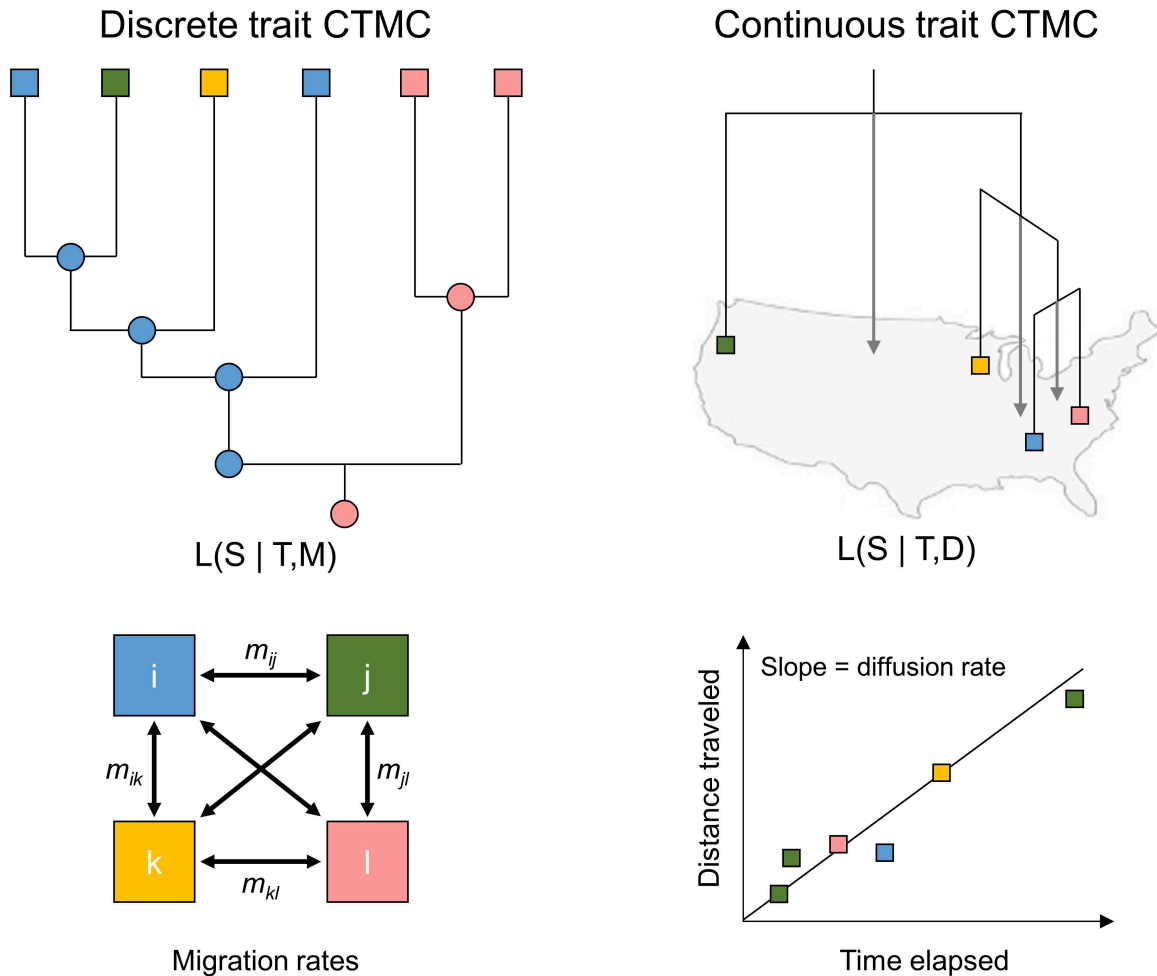 Discrete trait CTMC
L(S | T,M)
i
m_ij
j
m_ik
m_jl
k
m_kl
l
Migration rates
Continuous trait CTMC
L(S | T,D)
Slope = diffusion rate
Distance traveled
Time elapsed